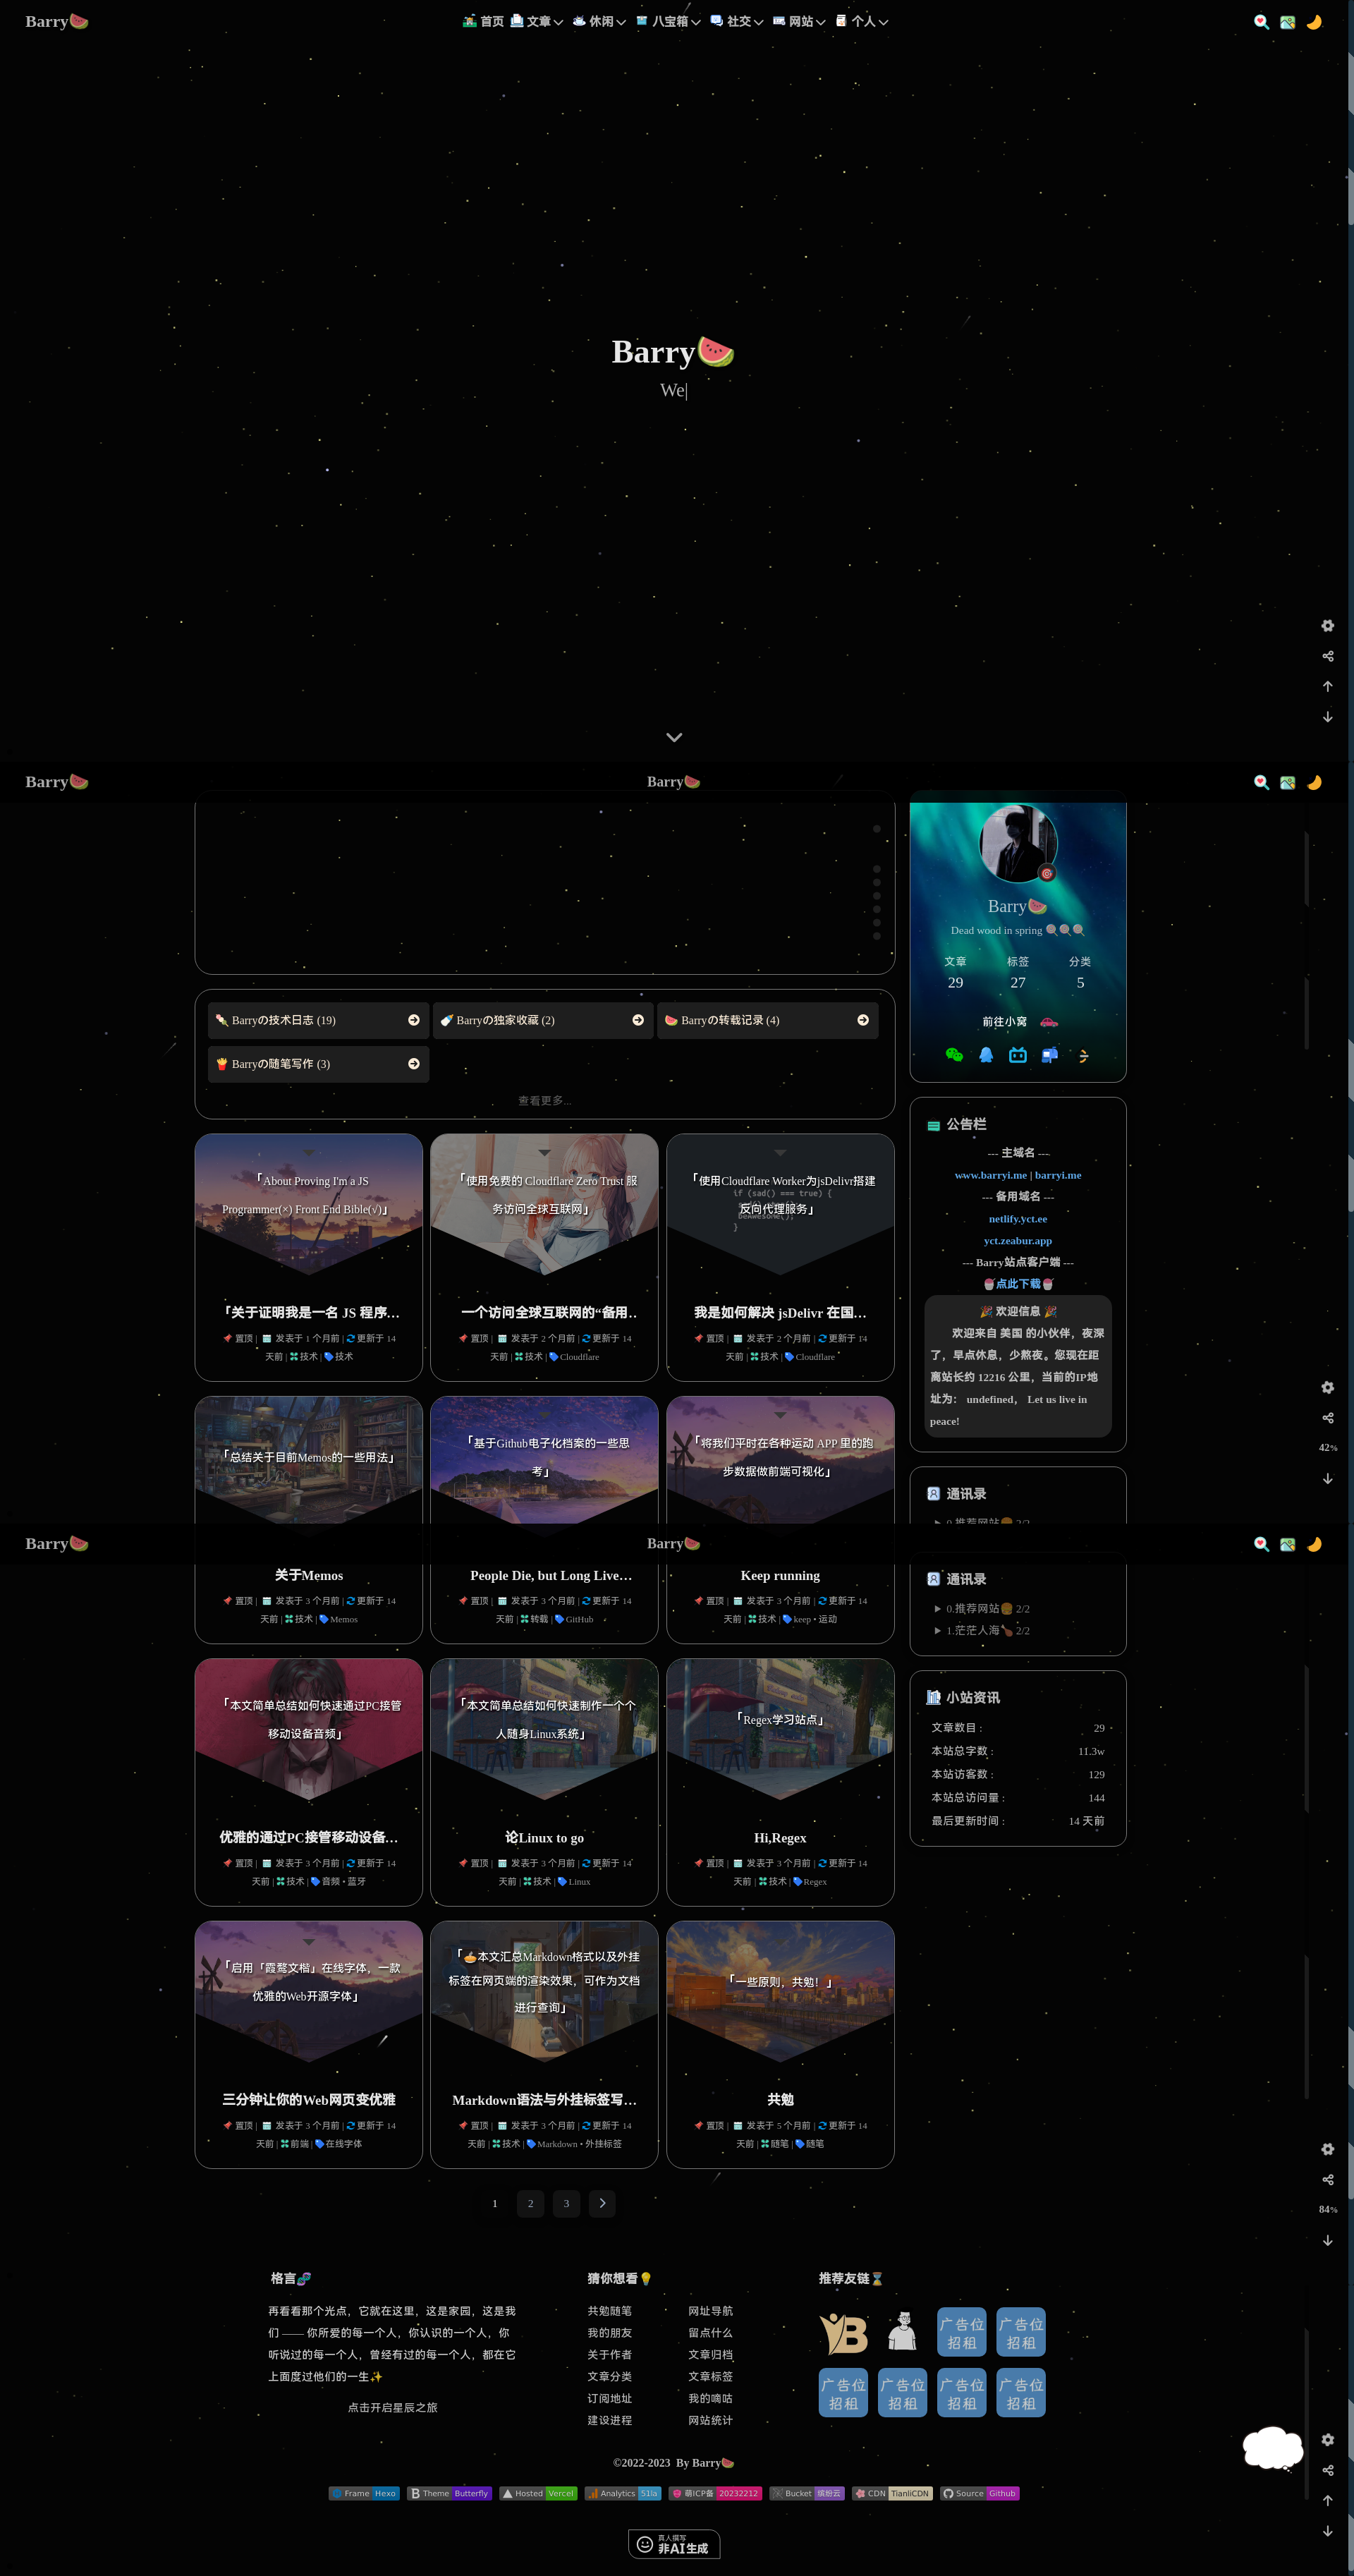 Barry🍉
首页 文章 休闲 八宝箱 社交 网站 个人
Barry🍉
We|
Barry🍉
Barry🍉
Barryの技术日志 (19)
Barryの独家收藏 (2)
Barryの转载记录 (4)
Barryの随笔写作 (3)
查看更多...
「About Proving I'm a JS
Programmer(×) Front End Bible(√)」
「关于证明我是一名 JS 程序…
置顶 | 发表于 1 个月前 | 更新于 14
天前 | 技术 | 技术
「使用免费的 Cloudflare Zero Trust 服
务访问全球互联网」
一个访问全球互联网的“备用…
置顶 | 发表于 2 个月前 | 更新于 14
天前 | 技术 | Cloudflare
「使用Cloudflare Worker为jsDelivr搭建
反向代理服务」
if (sad() === true) {
}
我是如何解决 jsDelivr 在国…
置顶 | 发表于 2 个月前 | 更新于 14
天前 | 技术 | Cloudflare
Barry🍉
Dead wood in spring
文章 标签 分类
29 27 5
前往小窝
公告栏
--- 主域名 ---
www.barryi.me | barryi.me
--- 备用域名 ---
netlify.yct.ee
yct.zeabur.app
--- Barry站点客户端 ---
点此下载
🎉 欢迎信息 🎉
欢迎来自 美国 的小伙伴，夜深
了，早点休息，少熬夜。您现在距
离站长约 12216 公里，当前的IP地
址为： undefined， Let us live in
peace!
42%
通讯录
0.推荐网站🍔 2/2
「总结关于目前Memos的一些用法」
「基于Github电子化档案的一些思
考」
「将我们平时在各种运动 APP 里的跑
步数据做前端可视化」
Barry🍉
Barry🍉
关于Memos
置顶 | 发表于 3 个月前 | 更新于 14
天前 | 技术 | Memos
People Die, but Long Live…
置顶 | 发表于 3 个月前 | 更新于 14
天前 | 转载 | GitHub
Keep running
置顶 | 发表于 3 个月前 | 更新于 14
天前 | 技术 | keep • 运动
通讯录
0.推荐网站🍔 2/2
1.茫茫人海🍗 2/2
小站资讯
文章数目 : 29
本站总字数 : 11.3w
本站访客数 : 129
本站总访问量 : 144
最后更新时间 : 14 天前
「本文简单总结如何快速通过PC接管
移动设备音频」
优雅的通过PC接管移动设备…
置顶 | 发表于 3 个月前 | 更新于 14
天前 | 技术 | 音频 • 蓝牙
「本文简单总结如何快速制作一个个
人随身Linux系统」
论Linux to go
置顶 | 发表于 3 个月前 | 更新于 14
天前 | 技术 | Linux
「Regex学习站点」
Hi,Regex
置顶 | 发表于 3 个月前 | 更新于 14
天前 | 技术 | Regex
「启用「霞鹜文楷」在线字体，一款
优雅的Web开源字体」
三分钟让你的Web网页变优雅
置顶 | 发表于 3 个月前 | 更新于 14
天前 | 前端 | 在线字体
「本文汇总Markdown格式以及外挂
标签在网页端的渲染效果，可作为文档
进行查询」
Markdown语法与外挂标签写…
置顶 | 发表于 3 个月前 | 更新于 14
天前 | 技术 | Markdown • 外挂标签
「一些原则，共勉！」
共勉
置顶 | 发表于 5 个月前 | 更新于 14
天前 | 随笔 | 随笔
84%
1 2 3
格言🧬
再看看那个光点，它就在这里，这是家园，这是我
们 —— 你所爱的每一个人，你认识的一个人，你
听说过的每一个人，曾经有过的每一个人，都在它
上面度过他们的一生✨
点击开启星辰之旅
猜你想看💡
共勉随笔 网址导航
我的朋友 留点什么
关于作者 文章归档
文章分类 文章标签
订阅地址 我的嘀咕
建设进程 网站统计
推荐友链⌛
广告位
招租
广告位
招租
广告位
招租
广告位
招租
广告位
招租
广告位
招租
©2022-2023 By Barry🍉
Frame Hexo
Theme Butterfly
Hosted Vercel
Analytics 51la
萌ICP备 20232212
Bucket 缤纷云
CDN TianliCDN
Source Github
真人撰写
非AI生成